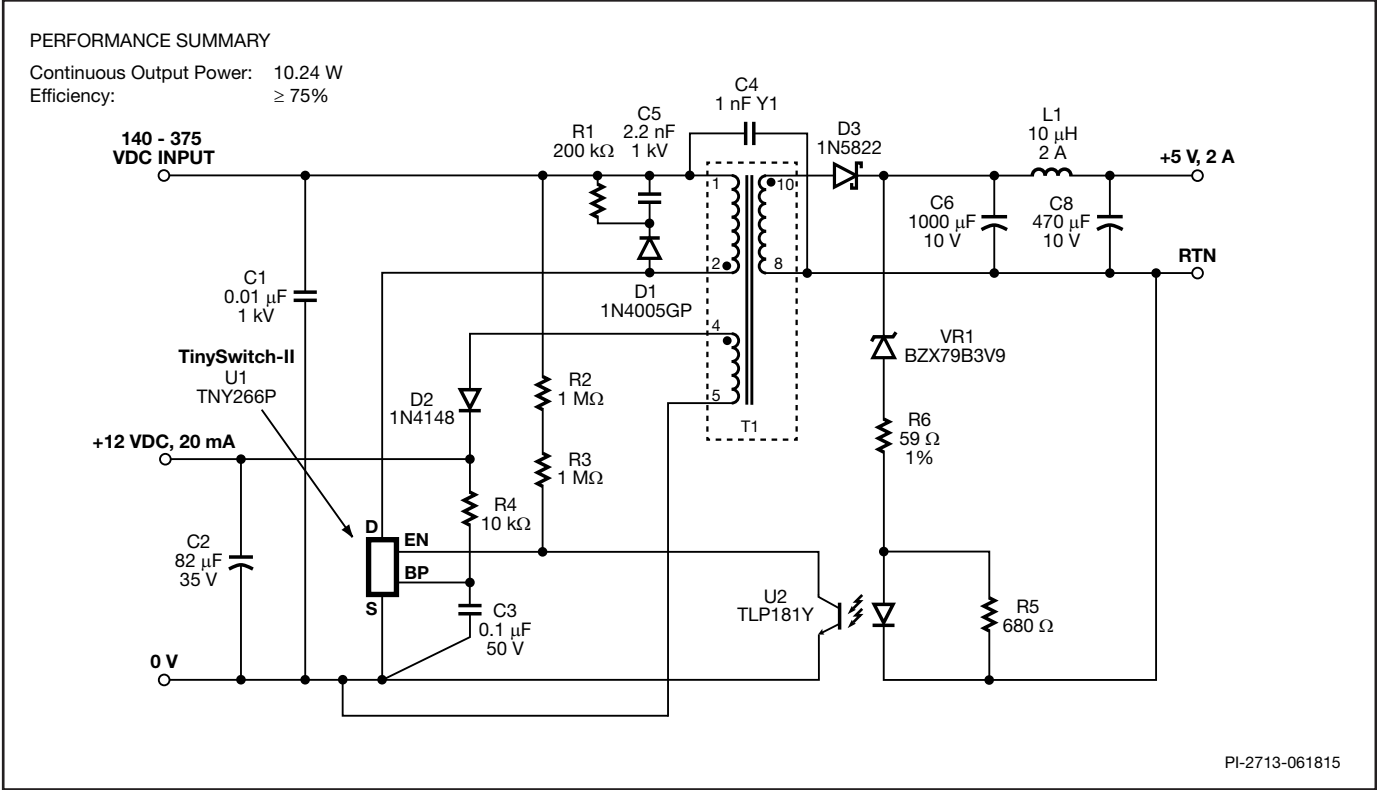 PERFORMANCE SUMMARY
Continuous Output Power: 10.24 W
Efficiency: ≥ 75%
140 - 375
VDC INPUT
R1
200 kΩ
C5
2.2 nF
1 kV
C4
1 nF Y1
D3
1N5822
L1
10 µH
2 A
+5 V, 2 A
1
10
C6
1000 µF
10 V
C8
470 µF
10 V
2
8
RTN
C1
0.01 µF
1 kV
D1
1N4005GP
4
5
T1
VR1
BZX79B3V9
TinySwitch-II
U1
TNY266P
D2
1N4148
R2
1 MΩ
R6
59 Ω
1%
+12 VDC, 20 mA
R3
1 MΩ
R4
10 kΩ
D
EN
BP
S
C2
82 µF
35 V
C3
0.1 µF
50 V
U2
TLP181Y
R5
680 Ω
0 V
PI-2713-061815